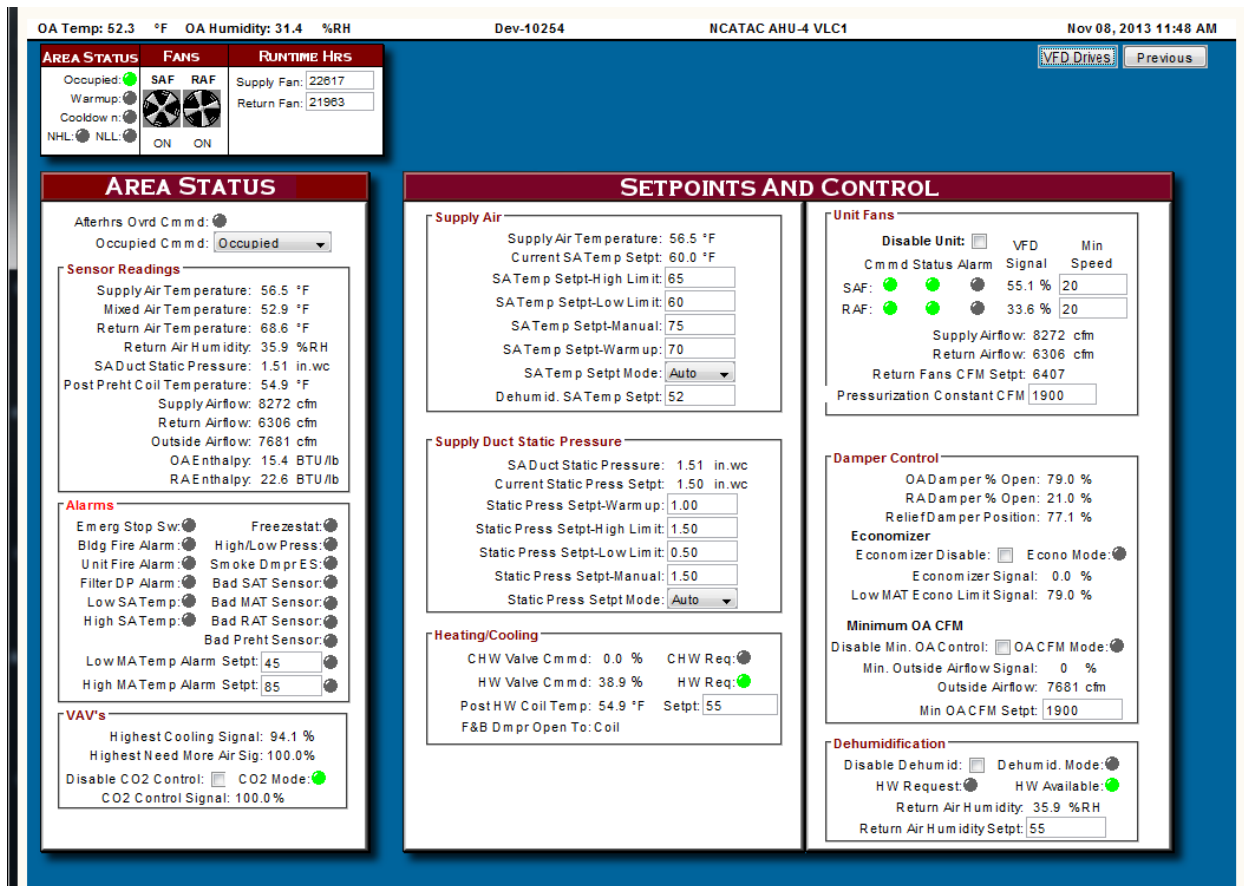 OA Temp: 52.3 °F OA Humidity: 31.4 %RH Dev-10254 NCATAC AHU-4 VLC1 Nov 08, 2013 11:48 AM
VFD Drives Previous
AREA STATUS
Occupied:
Warmup:
Cooldown:
NHL: NLL:
FANS
SAF RAF
ON ON
RUNTIME HRS
Supply Fan: 22617
Return Fan: 21963
AREA STATUS
Afterhrs Ovrd Cmmd:
Occupied Cmmd: Occupied
Sensor Readings
Supply Air Temperature: 56.5 °F
Mixed Air Temperature: 52.9 °F
Return Air Temperature: 68.6 °F
Return Air Humidity: 35.9 %RH
SA Duct Static Pressure: 1.51 in.wc
Post Preht Coil Temperature: 54.9 °F
Supply Airflow: 8272 cfm
Return Airflow: 6306 cfm
Outside Airflow: 7681 cfm
OA Enthalpy: 15.4 BTU/lb
RA Enthalpy: 22.6 BTU/lb
Alarms
Emerg Stop Sw: Freezestat:
Bldg Fire Alarm: High/Low Press:
Unit Fire Alarm: Smoke Dmpr ES:
Filter DP Alarm: Bad SAT Sensor:
Low SA Temp: Bad MAT Sensor:
High SA Temp: Bad RAT Sensor:
Bad Preht Sensor:
Low MA Temp Alarm Setpt: 45
High MA Temp Alarm Setpt: 85
VAV's
Highest Cooling Signal: 94.1 %
Highest Need More Air Sig: 100.0%
Disable CO2 Control: CO2 Mode:
CO2 Control Signal: 100.0%
SETPOINTS AND CONTROL
Supply Air
Supply Air Temperature: 56.5 °F
Current SA Temp Setpt: 60.0 °F
SA Temp Setpt-High Limit: 65
SA Temp Setpt-Low Limit: 60
SA Temp Setpt-Manual: 75
SA Temp Setpt-Warmup: 70
SA Temp Setpt Mode: Auto
Dehumid. SA Temp Setpt: 52
Supply Duct Static Pressure
SA Duct Static Pressure: 1.51 in.wc
Current Static Press Setpt: 1.50 in.wc
Static Press Setpt-Warmup: 1.00
Static Press Setpt-High Limit: 1.50
Static Press Setpt-Low Limit: 0.50
Static Press Setpt-Manual: 1.50
Static Press Setpt Mode: Auto
Heating/Cooling
CHW Valve Cmmd: 0.0 % CHW Req:
HW Valve Cmmd: 38.9 % HW Req:
Post HW Coil Temp: 54.9 °F Setpt: 55
F&B Dmpr Open To: Coil
Unit Fans
Disable Unit: VFD Min
Cmmd Status Alarm Signal Speed
SAF: 55.1 % 20
RAF: 33.6 % 20
Supply Airflow: 8272 cfm
Return Airflow: 6306 cfm
Return Fans CFM Setpt: 6407
Pressurization Constant CFM 1900
Damper Control
OA Damper % Open: 79.0 %
RA Damper % Open: 21.0 %
Relief Damper Position: 77.1 %
Economizer
Economizer Disable: Econo Mode:
Economizer Signal: 0.0 %
Low MAT Econo Limit Signal: 79.0 %
Minimum OA CFM
Disable Min. OA Control: OA CFM Mode:
Min. Outside Airflow Signal: 0 %
Outside Airflow: 7681 cfm
Min OA CFM Setpt: 1900
Dehumidification
Disable Dehumid: Dehumid. Mode:
HW Request: HW Available:
Return Air Humidity: 35.9 %RH
Return Air Humidity Setpt: 55